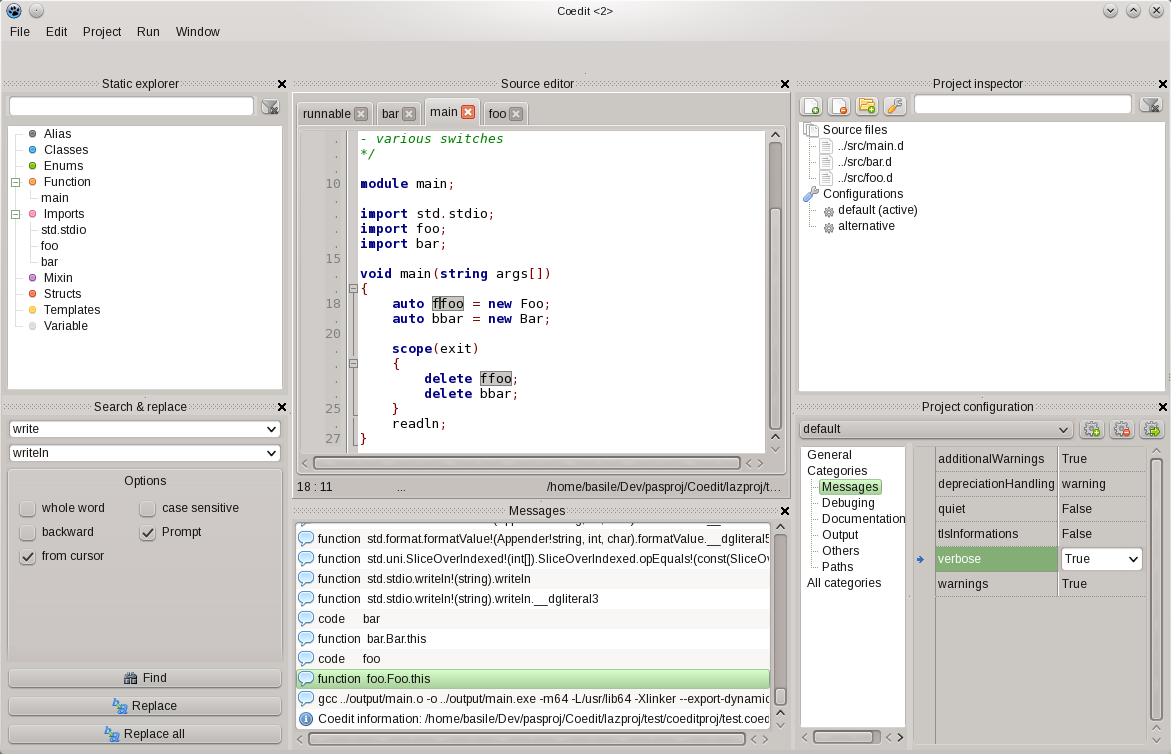 Coedit <2>
File Edit Project Run Window
Static explorer
Alias
Classes
Enums
Function
main
Imports
std.stdio
foo
bar
Mixin
Structs
Templates
Variable
Search & replace
write
writeln
Options
whole word case sensitive
backward Prompt
from cursor
Find
Replace
Replace all
Source editor
runnable bar main foo
- various switches
*/
10 module main;
import std.stdio;
import foo;
import bar;
15
void main(string args[])
{
18 auto ffoo = new Foo;
auto bbar = new Bar;
20
scope(exit)
{
delete ffoo;
delete bbar;
25 }
readln;
27 }
18 : 11 ... /home/basile/Dev/pasproj/Coedit/lazproj/t...
Messages
function std.format.formatValue!(Appender!string, int, char).formatValue.__dgliteral5
function std.uni.SliceOverIndexed!(int[]).SliceOverIndexed.opEquals!(const(SliceOv
function std.stdio.writeln!(string).writeln
function std.stdio.writeln!(string).writeln.__dgliteral3
code bar
function bar.Bar.this
code foo
function foo.Foo.this
gcc ../output/main.o -o ../output/main.exe -m64 -L/usr/lib64 -Xlinker --export-dynamic
Coedit information: /home/basile/Dev/pasproj/Coedit/lazproj/test/coeditproj/test.coed
Project inspector
Source files
../src/main.d
../src/bar.d
../src/foo.d
Configurations
default (active)
alternative
Project configuration
default
General
Categories
Messages
Debuging
Documentation
Output
Others
Paths
All categories
additionalWarnings True
depreciationHandling warning
quiet False
tlsInformations False
verbose True
warnings True